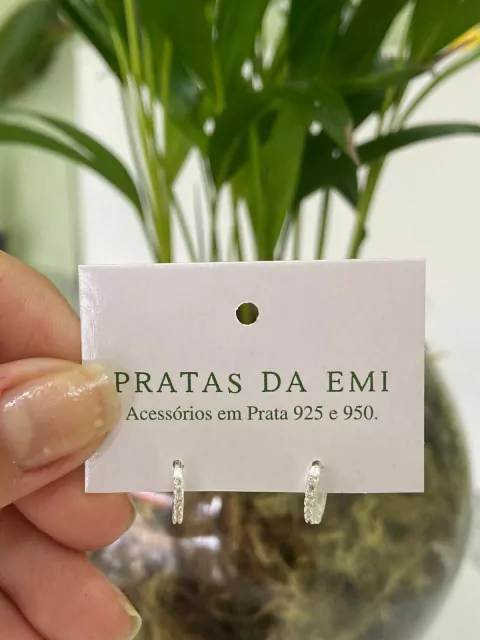 PRATAS DA EMI
Acessórios em Prata 925 e 950.